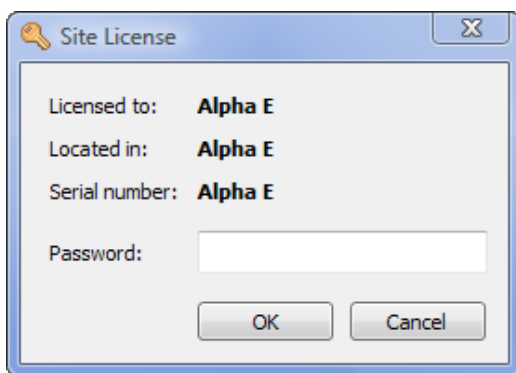 Site License
Licensed to: Alpha E
Located in: Alpha E
Serial number: Alpha E
Password:
OK Cancel